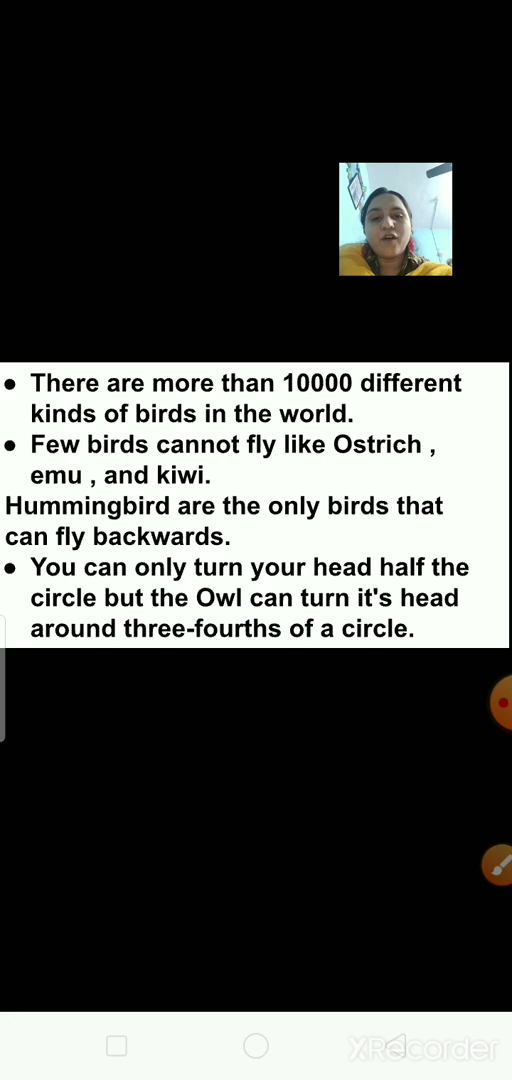 ● There are more than 10000 different
kinds of birds in the world.
● Few birds cannot fly like Ostrich ,
emu , and kiwi.
Hummingbird are the only birds that
can fly backwards.
● You can only turn your head half the
circle but the Owl can turn it's head
around three-fourths of a circle.
XRecorder